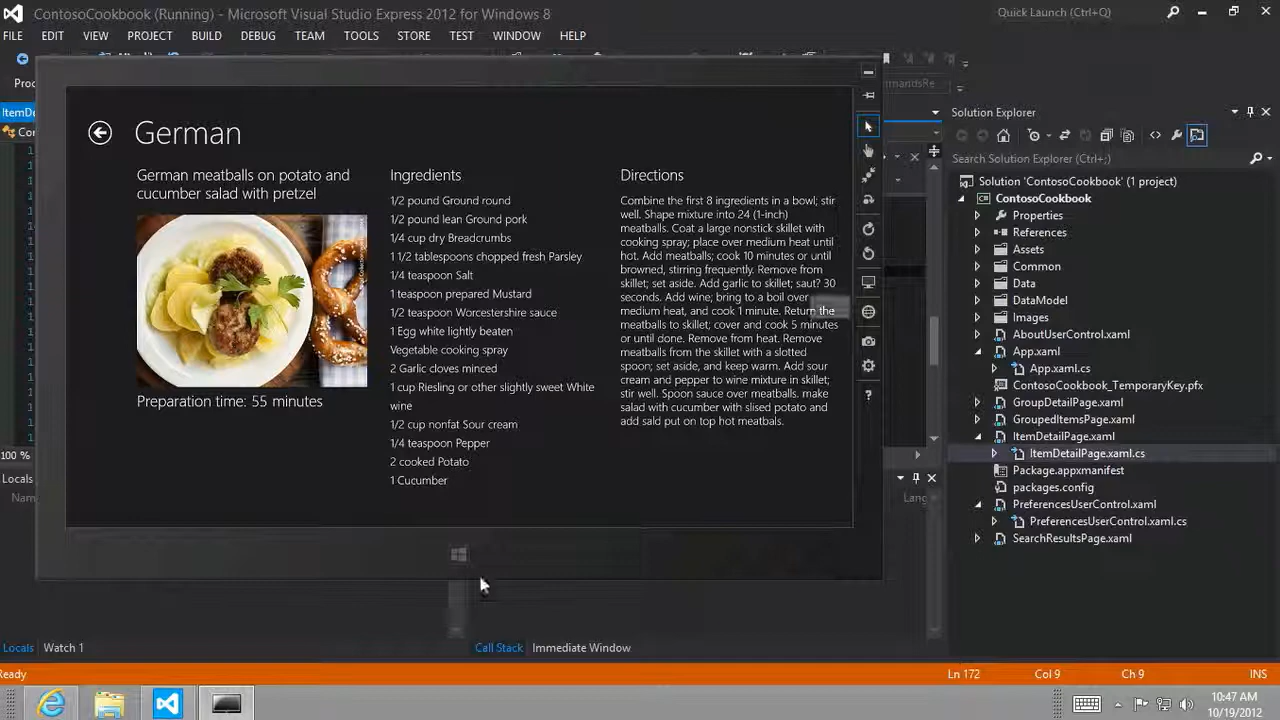 ContosoCookbook (Running) - Microsoft Visual Studio Express 2012 for Windows 8
Quick Launch (Ctrl+Q)
FILE EDIT VIEW PROJECT BUILD DEBUG TEAM TOOLS STORE TEST WINDOW HELP
German
German meatballs on potato and
cucumber salad with pretzel
Preparation time: 55 minutes
Ingredients
1/2 pound Ground round
1/2 pound lean Ground pork
1/4 cup dry Breadcrumbs
1 1/2 tablespoons chopped fresh Parsley
1/4 teaspoon Salt
1 teaspoon prepared Mustard
1/2 teaspoon Worcestershire sauce
1 Egg white lightly beaten
Vegetable cooking spray
2 Garlic cloves minced
1 cup Riesling or other slightly sweet White
wine
1/2 cup nonfat Sour cream
1/4 teaspoon Pepper
2 cooked Potato
1 Cucumber
Directions
Combine the first 8 ingredients in a bowl; stir
well. Shape mixture into 24 (1-inch)
meatballs. Coat a large nonstick skillet with
cooking spray; place over medium heat until
hot. Add meatballs; cook 10 minutes or until
browned, stirring frequently. Remove from
skillet; set aside. Add garlic to skillet; saut? 30
seconds. Add wine; bring to a boil over
medium heat, and cook 1 minute. Return the
meatballs to skillet; cover and cook 5 minutes
or until done. Remove from heat. Remove
meatballs from the skillet with a slotted
spoon; set aside, and keep warm. Add sour
cream and pepper to wine mixture in skillet;
stir well. Spoon sauce over meatballs. make
salad with cucumber with slised potato and
add sald put on top hot meatbals.
Solution Explorer
Search Solution Explorer (Ctrl+;)
Solution 'ContosoCookbook' (1 project)
ContosoCookbook
Properties
References
Assets
Common
Data
DataModel
Images
AboutUserControl.xaml
App.xaml
App.xaml.cs
ContosoCookbook_TemporaryKey.pfx
GroupDetailPage.xaml
GroupedItemsPage.xaml
ItemDetailPage.xaml
ItemDetailPage.xaml.cs
Package.appxmanifest
packages.config
PreferencesUserControl.xaml
PreferencesUserControl.xaml.cs
SearchResultsPage.xaml
100 %
Locals
Locals Watch 1
Call Stack Immediate Window
Ln 172 Col 9 Ch 9 INS
10:47 AM
10/19/2012